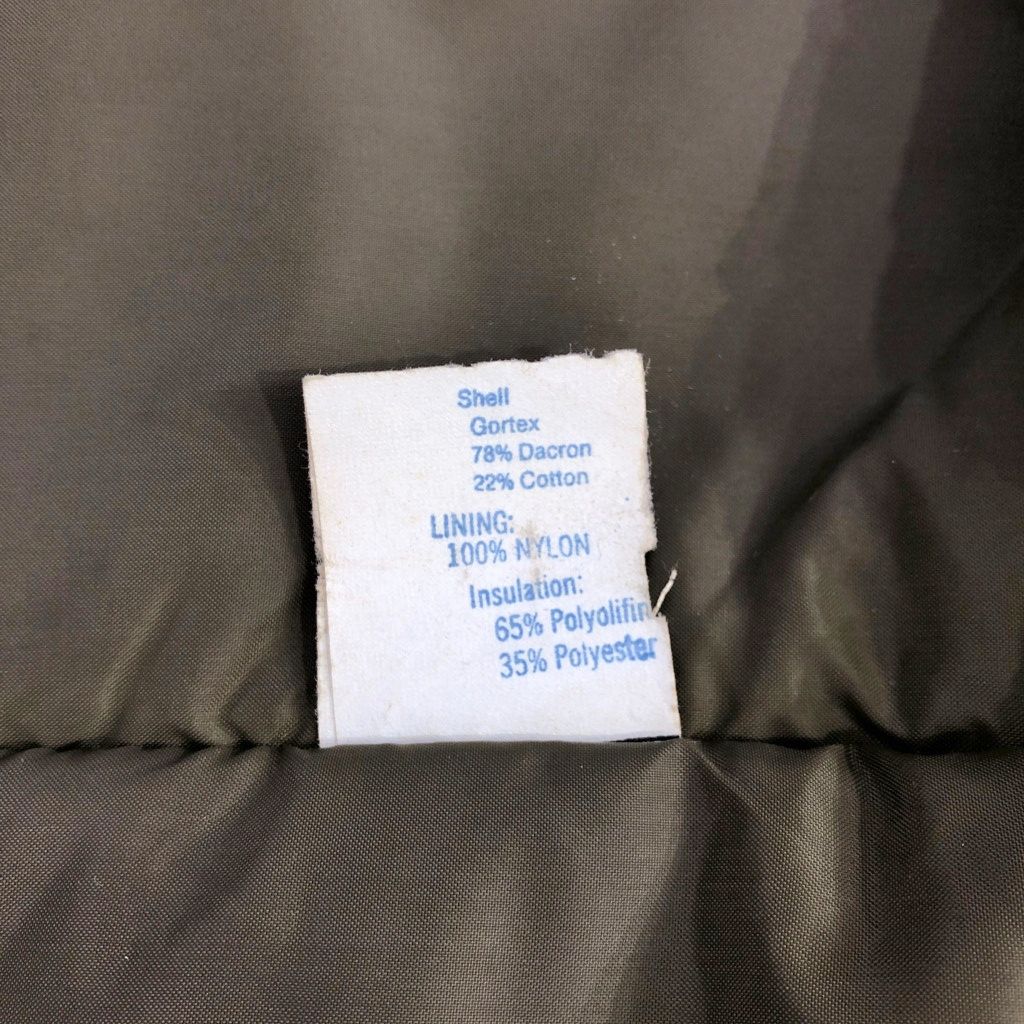 Shell
Gortex
78% Dacron
22% Cotton
LINING:
100% NYLON
Insulation:
65% Polyolifin
35% Polyester